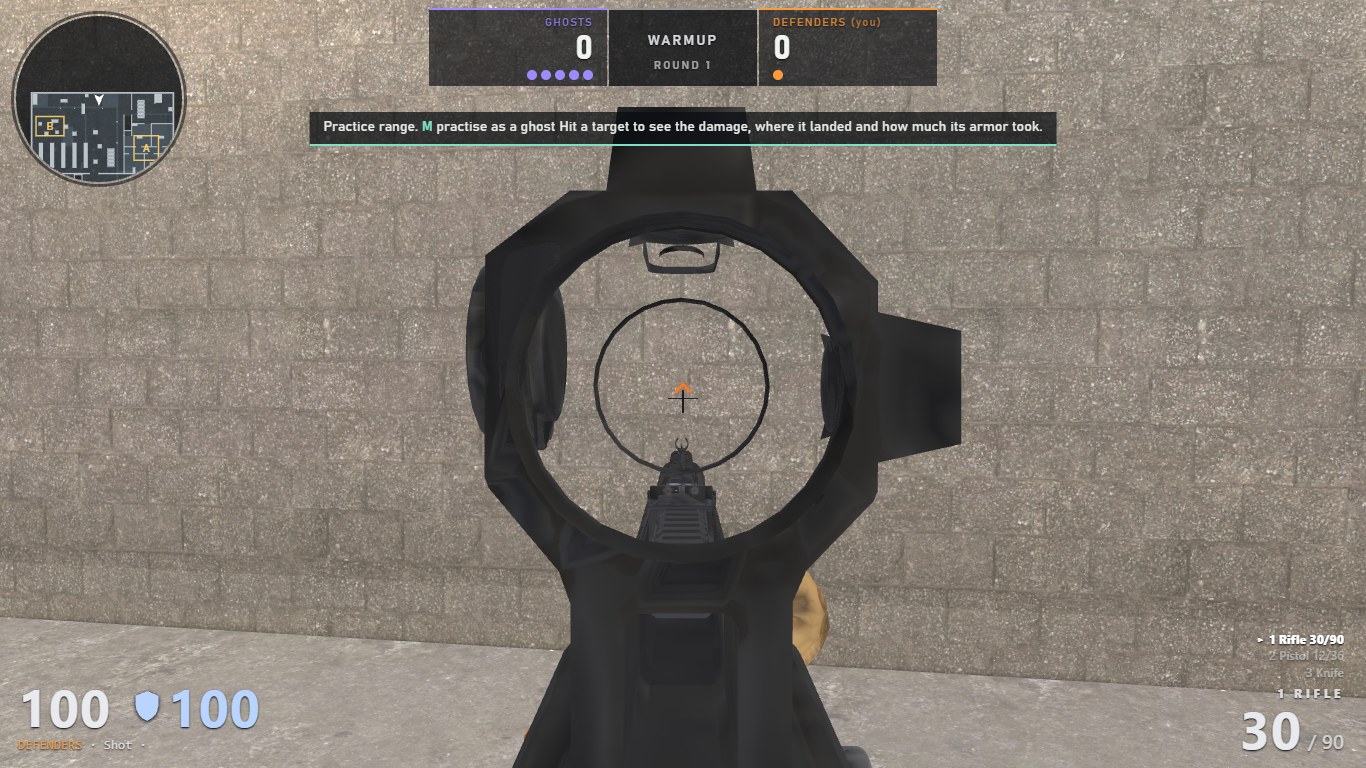 GHOSTS
0
WARMUP
ROUND 1
DEFENDERS (you)
0
Practice range. M practise as a ghost Hit a target to see the damage, where it landed and how much its armor took.
B
A
1 Rifle 30/90
2 Pistol 12/36
3 Knife
1 RIFLE
30 / 90
100 100
DEFENDERS · Shot ·